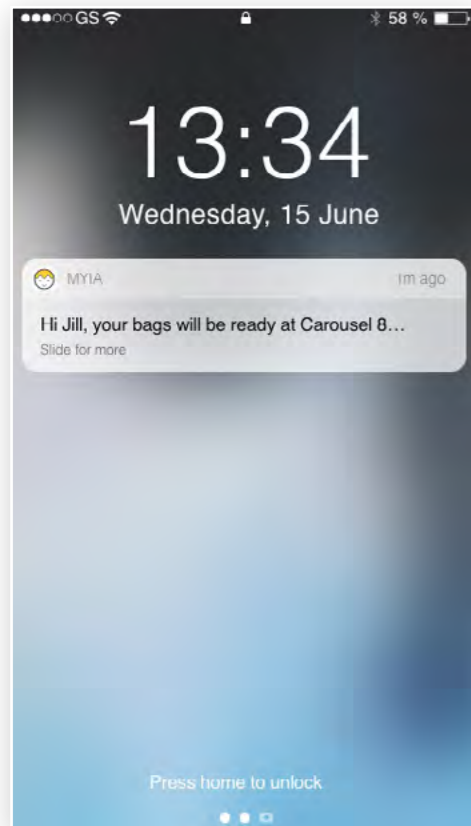 GS 58 %
13:34
Wednesday, 15 June
MYIA 1m ago
Hi Jill, your bags will be ready at Carousel 8...
Slide for more
Press home to unlock